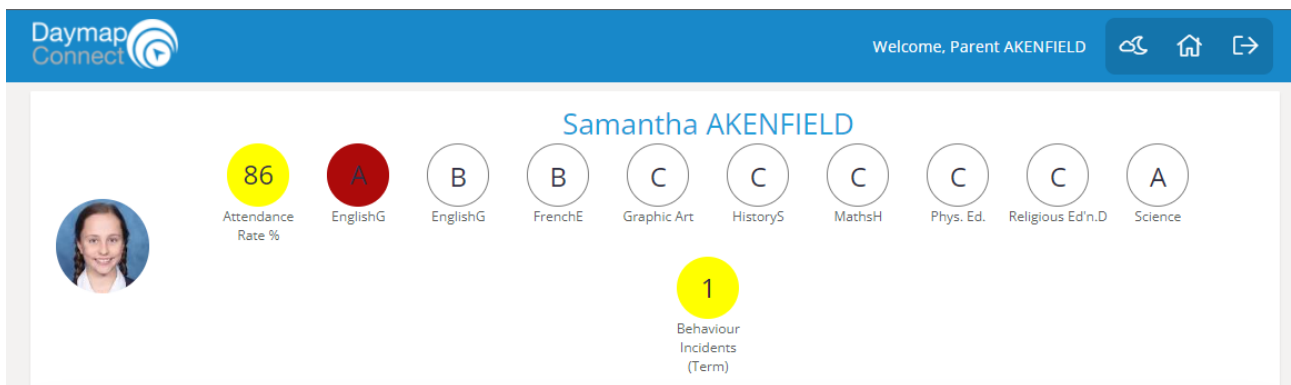 Daymap
Connect
Welcome, Parent AKENFIELD
Samantha AKENFIELD
86 A B B C C C C C A
Attendance EnglishG EnglishG FrenchE Graphic Art HistoryS MathsH Phys. Ed. Religious Ed'n.D Science
Rate %
1
Behaviour
Incidents
(Term)